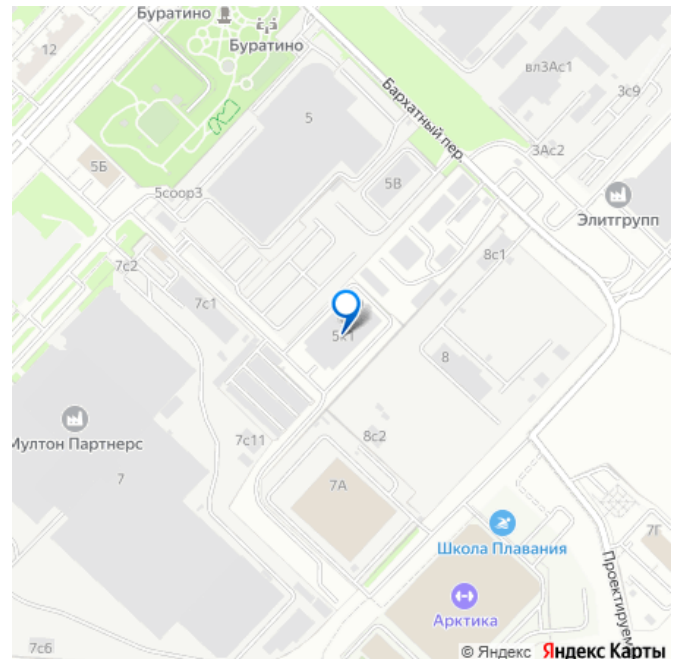 Буратино
12
Буратино
вл3Ас1
3с9
Бархатный пер.
5
5Б
3Ас2
5В
5соор3
Элитгрупп
8с1
7с2
7с1
5к1
8
Мултон Партнерс
7с11
8с2
7
7А
Школа Плавания
7Г
Проектируем
Арктика
7с6
© Яндекс Яндекс Карты